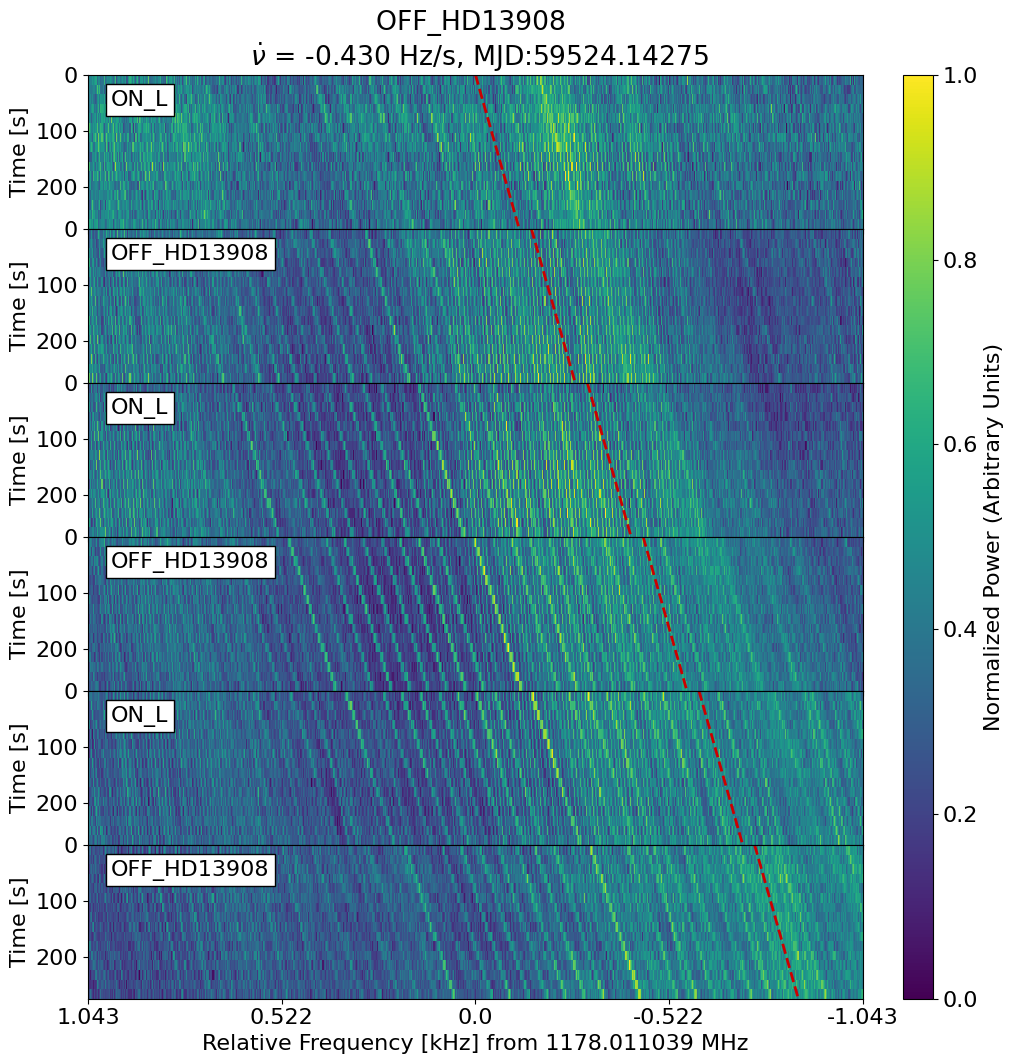 OFF_HD13908
ν̇ = -0.430 Hz/s, MJD:59524.14275
0
ON_L
100
200
Time [s]
0
OFF_HD13908
100
200
Time [s]
0
ON_L
100
200
Time [s]
0
OFF_HD13908
100
200
Time [s]
0
ON_L
100
200
Time [s]
0
OFF_HD13908
100
200
Time [s]
1.043 0.522 0.0 -0.522 -1.043
Relative Frequency [kHz] from 1178.011039 MHz
1.0
0.8
0.6
0.4
0.2
0.0
Normalized Power (Arbitrary Units)